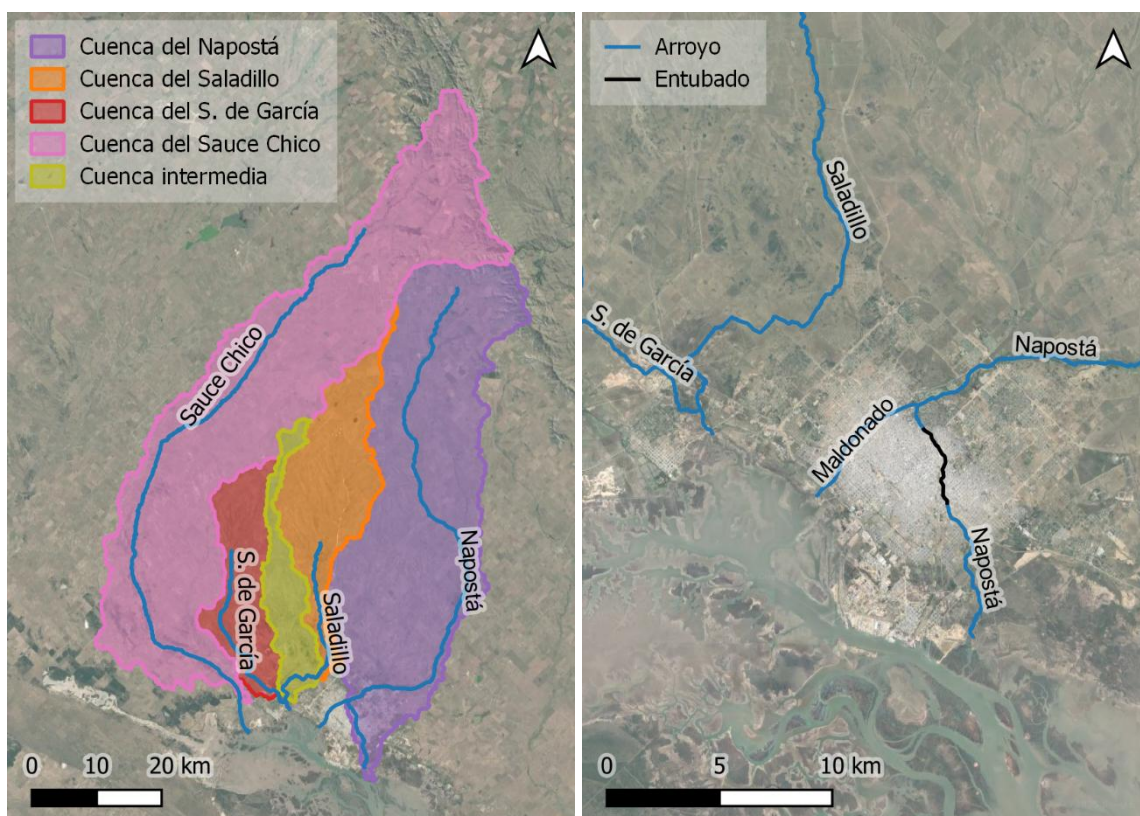 Cuenca del Napostá
Cuenca del Saladillo
Cuenca del S. de García
Cuenca del Sauce Chico
Cuenca intermedia
Sauce Chico
S. de García
Saladillo
Napostá
0 10 20 km
Arroyo
Entubado
Saladillo
S. de García
Napostá
Maldonado
Napostá
0 5 10 km